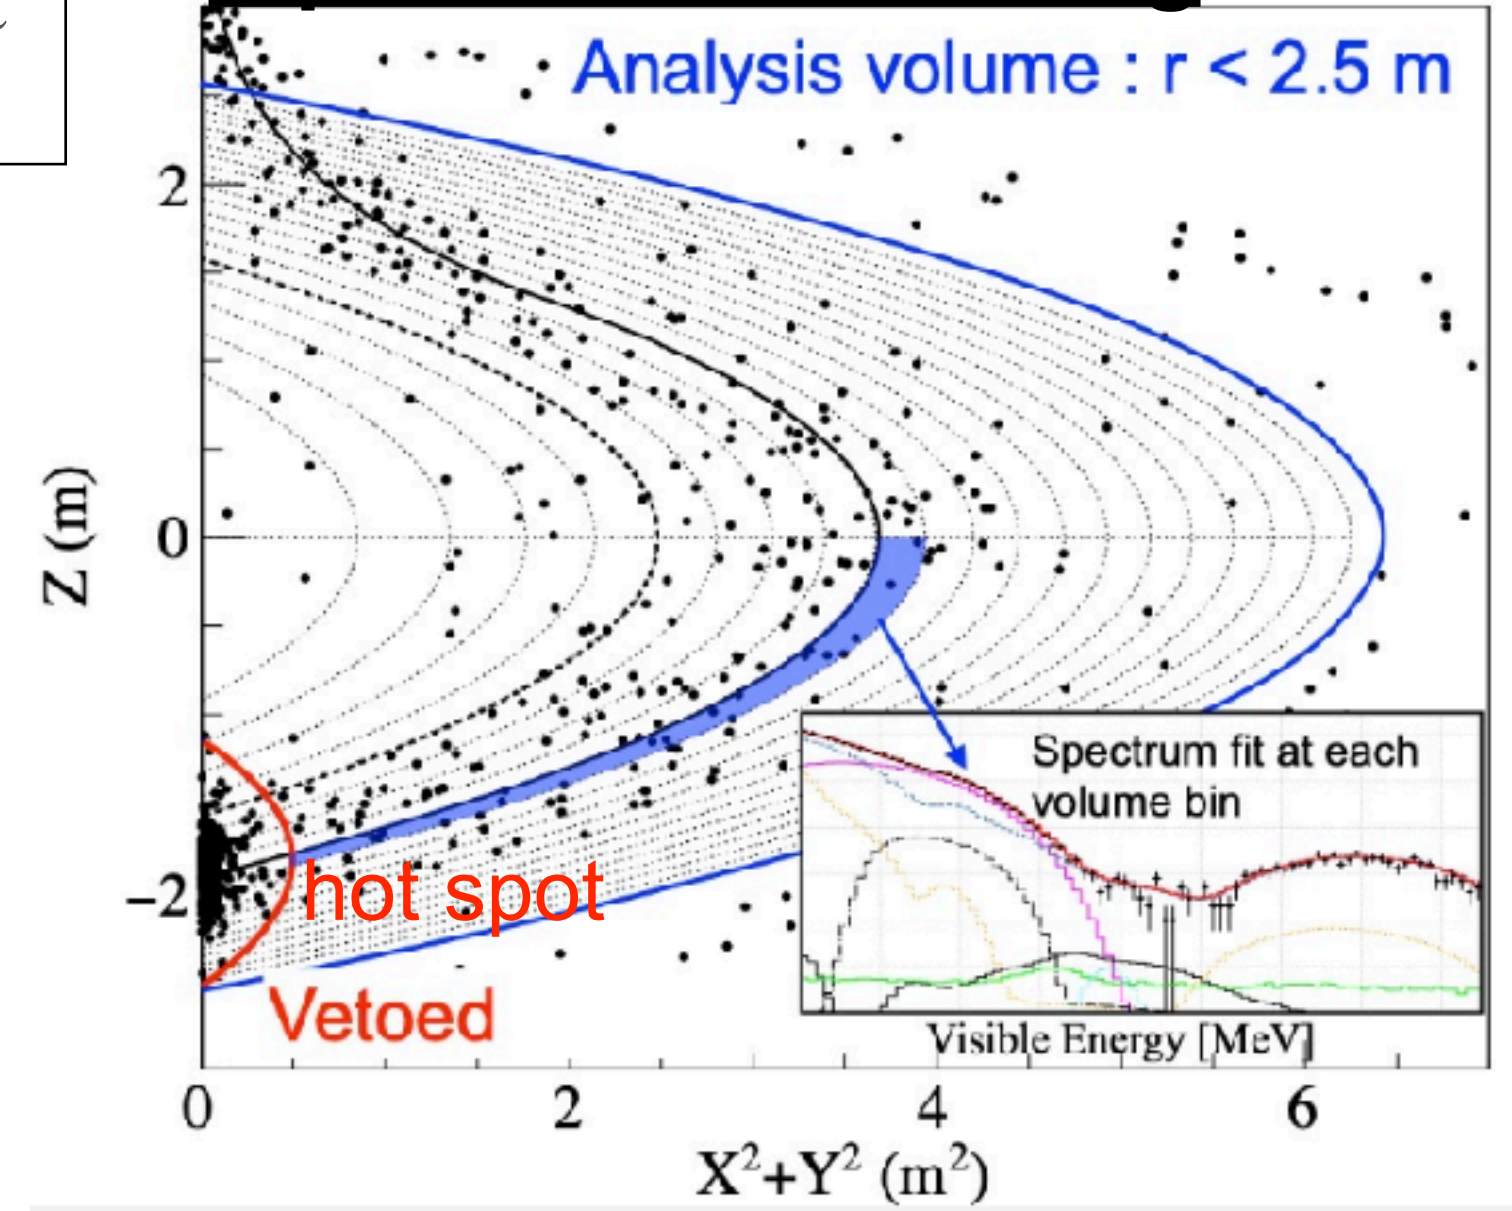 Analysis volume : r < 2.5 m
2
0
−2
Z (m)
Spectrum fit at each
volume bin
hot spot
Vetoed
Visible Energy [MeV]
0 2 4 6
X²+Y² (m²)